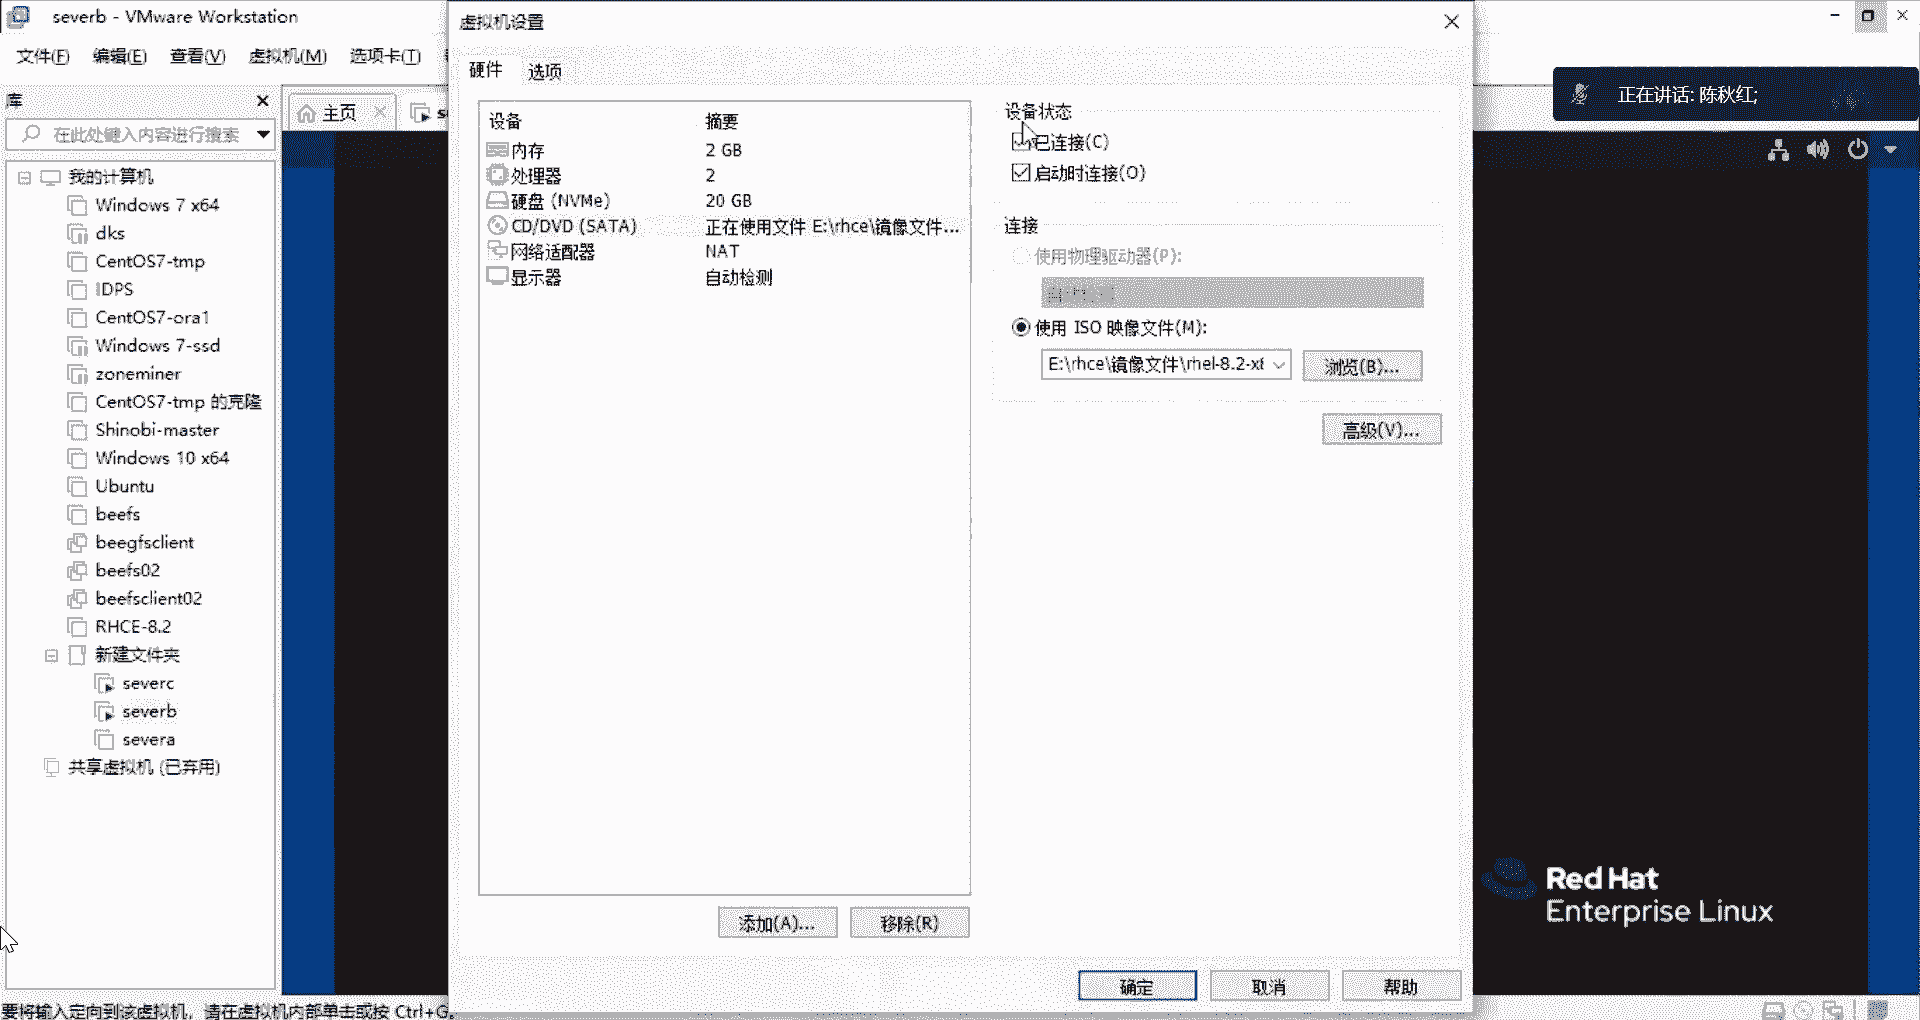 severb - VMware Workstation
文件(F) 编辑(E) 查看(V) 虚拟机(M) 选项卡(T)
库
在此处键入内容进行搜索
我的计算机
Windows 7 x64
dks
CentOS7-tmp
IDPS
CentOS7-ora1
Windows 7-ssd
zoneminer
CentOS7-tmp 的克隆
Shinobi-master
Windows 10 x64
Ubuntu
beefs
beegfsclient
beefs02
beefsclient02
RHCE-8.2
新建文件夹
severc
severb
severa
共享虚拟机 (已弃用)
要将输入定向到该虚拟机，请在虚拟机内部单击或按 Ctrl+G。
主页
虚拟机设置
硬件 选项
设备 摘要
内存 2 GB
处理器 2
硬盘 (NVMe) 20 GB
CD/DVD (SATA) 正在使用文件 E:\rhce\镜像文件...
网络适配器 NAT
显示器 自动检测
添加(A)... 移除(R)
设备状态
已连接(C)
启动时连接(O)
连接
使用物理驱动器(P):
使用 ISO 映像文件(M):
E:\rhce\镜像文件\rhel-8.2-x8 浏览(B)...
高级(V)...
确定 取消 帮助
正在讲话: 陈秋红;
Red Hat
Enterprise Linux